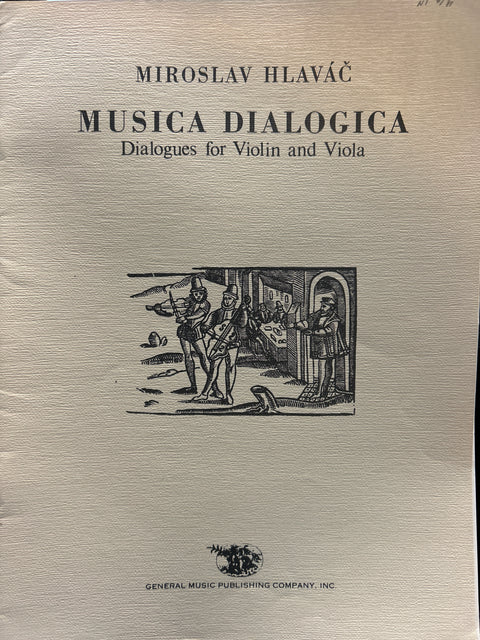 MIROSLAV HLAVÁČ
MUSICA DIALOGICA
Dialogues for Violin and Viola
GENERAL MUSIC PUBLISHING COMPANY, INC